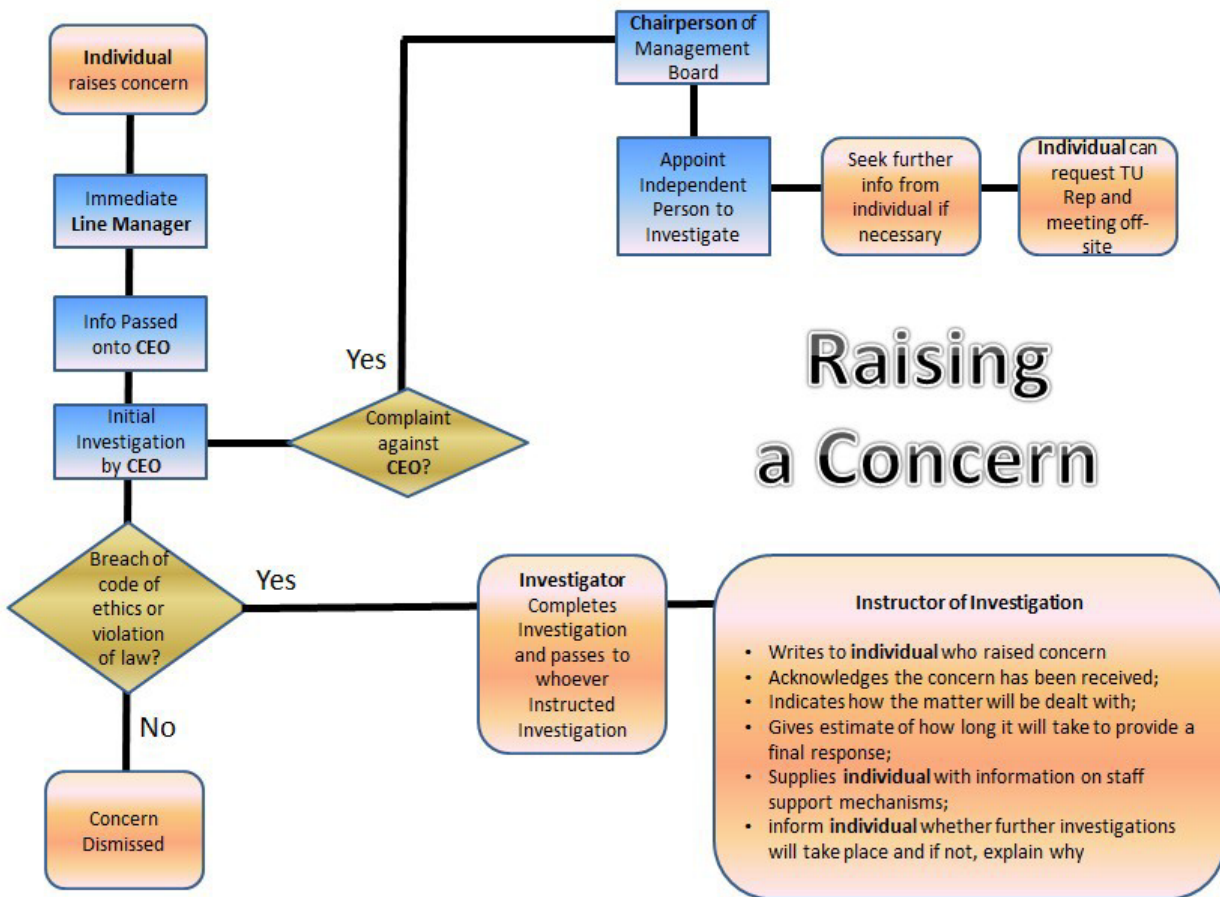 Individual
raises concern
Immediate
Line Manager
Info Passed
onto CEO
Initial
Investigation
by CEO
Complaint
against
CEO?
Yes
Chairperson of
Management
Board
Appoint
Independent
Person to
Investigate
Seek further
info from
individual if
necessary
Individual can
request TU
Rep and
meeting off-
site
Raising
a Concern
Breach of
code of
ethics or
violation
of law?
Yes
No
Concern
Dismissed
Investigator
Completes
Investigation
and passes to
whoever
Instructed
Investigation
Instructor of Investigation
• Writes to individual who raised concern
• Acknowledges the concern has been received;
• Indicates how the matter will be dealt with;
• Gives estimate of how long it will take to provide a
final response;
• Supplies individual with information on staff
support mechanisms;
• inform individual whether further investigations
will take place and if not, explain why